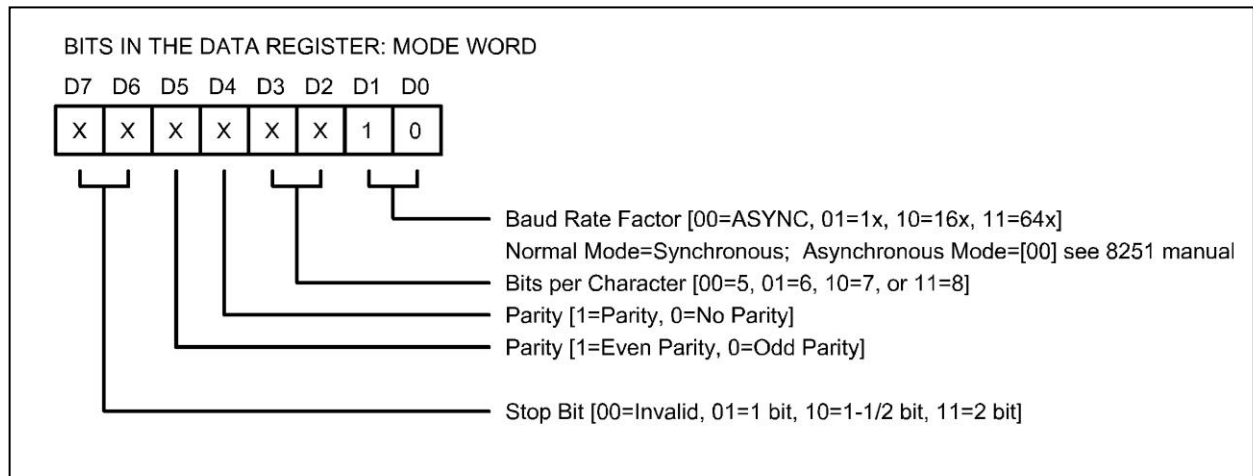 BITS IN THE DATA REGISTER: MODE WORD
D7 D6 D5 D4 D3 D2 D1 D0
X X X X X X 1 0
Baud Rate Factor [00=ASYNC, 01=1x, 10=16x, 11=64x]
Normal Mode=Synchronous; Asynchronous Mode=[00] see 8251 manual
Bits per Character [00=5, 01=6, 10=7, or 11=8]
Parity [1=Parity, 0=No Parity]
Parity [1=Even Parity, 0=Odd Parity]
Stop Bit [00=Invalid, 01=1 bit, 10=1-1/2 bit, 11=2 bit]